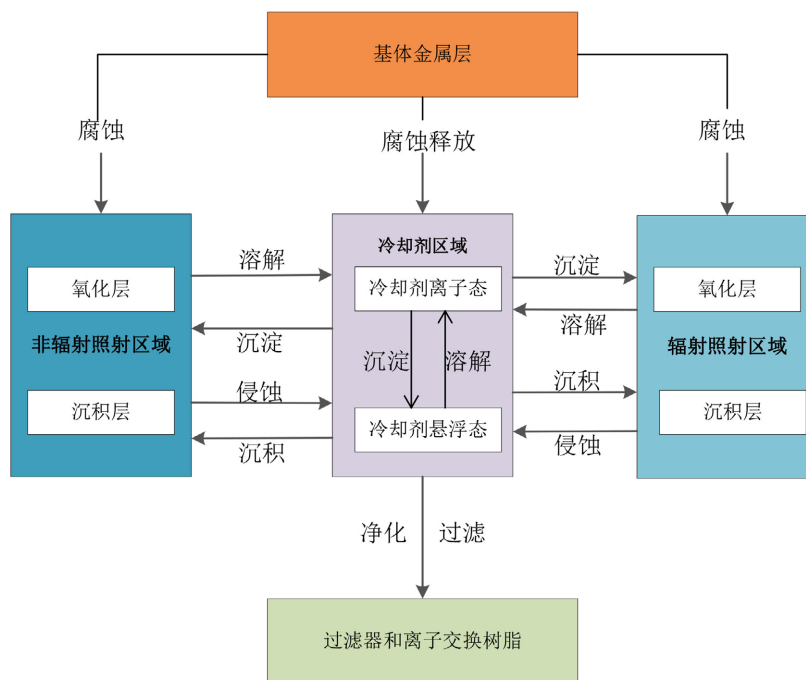 基体金属层
腐蚀
腐蚀释放
腐蚀
冷却剂区域
溶解
沉淀
氧化层
冷却剂离子态
氧化层
非辐射照射区域
沉淀
沉淀
溶解
溶解
辐射照射区域
侵蚀
沉积
沉积层
冷却剂悬浮态
沉积层
沉积
侵蚀
净化
过滤
过滤器和离子交换树脂